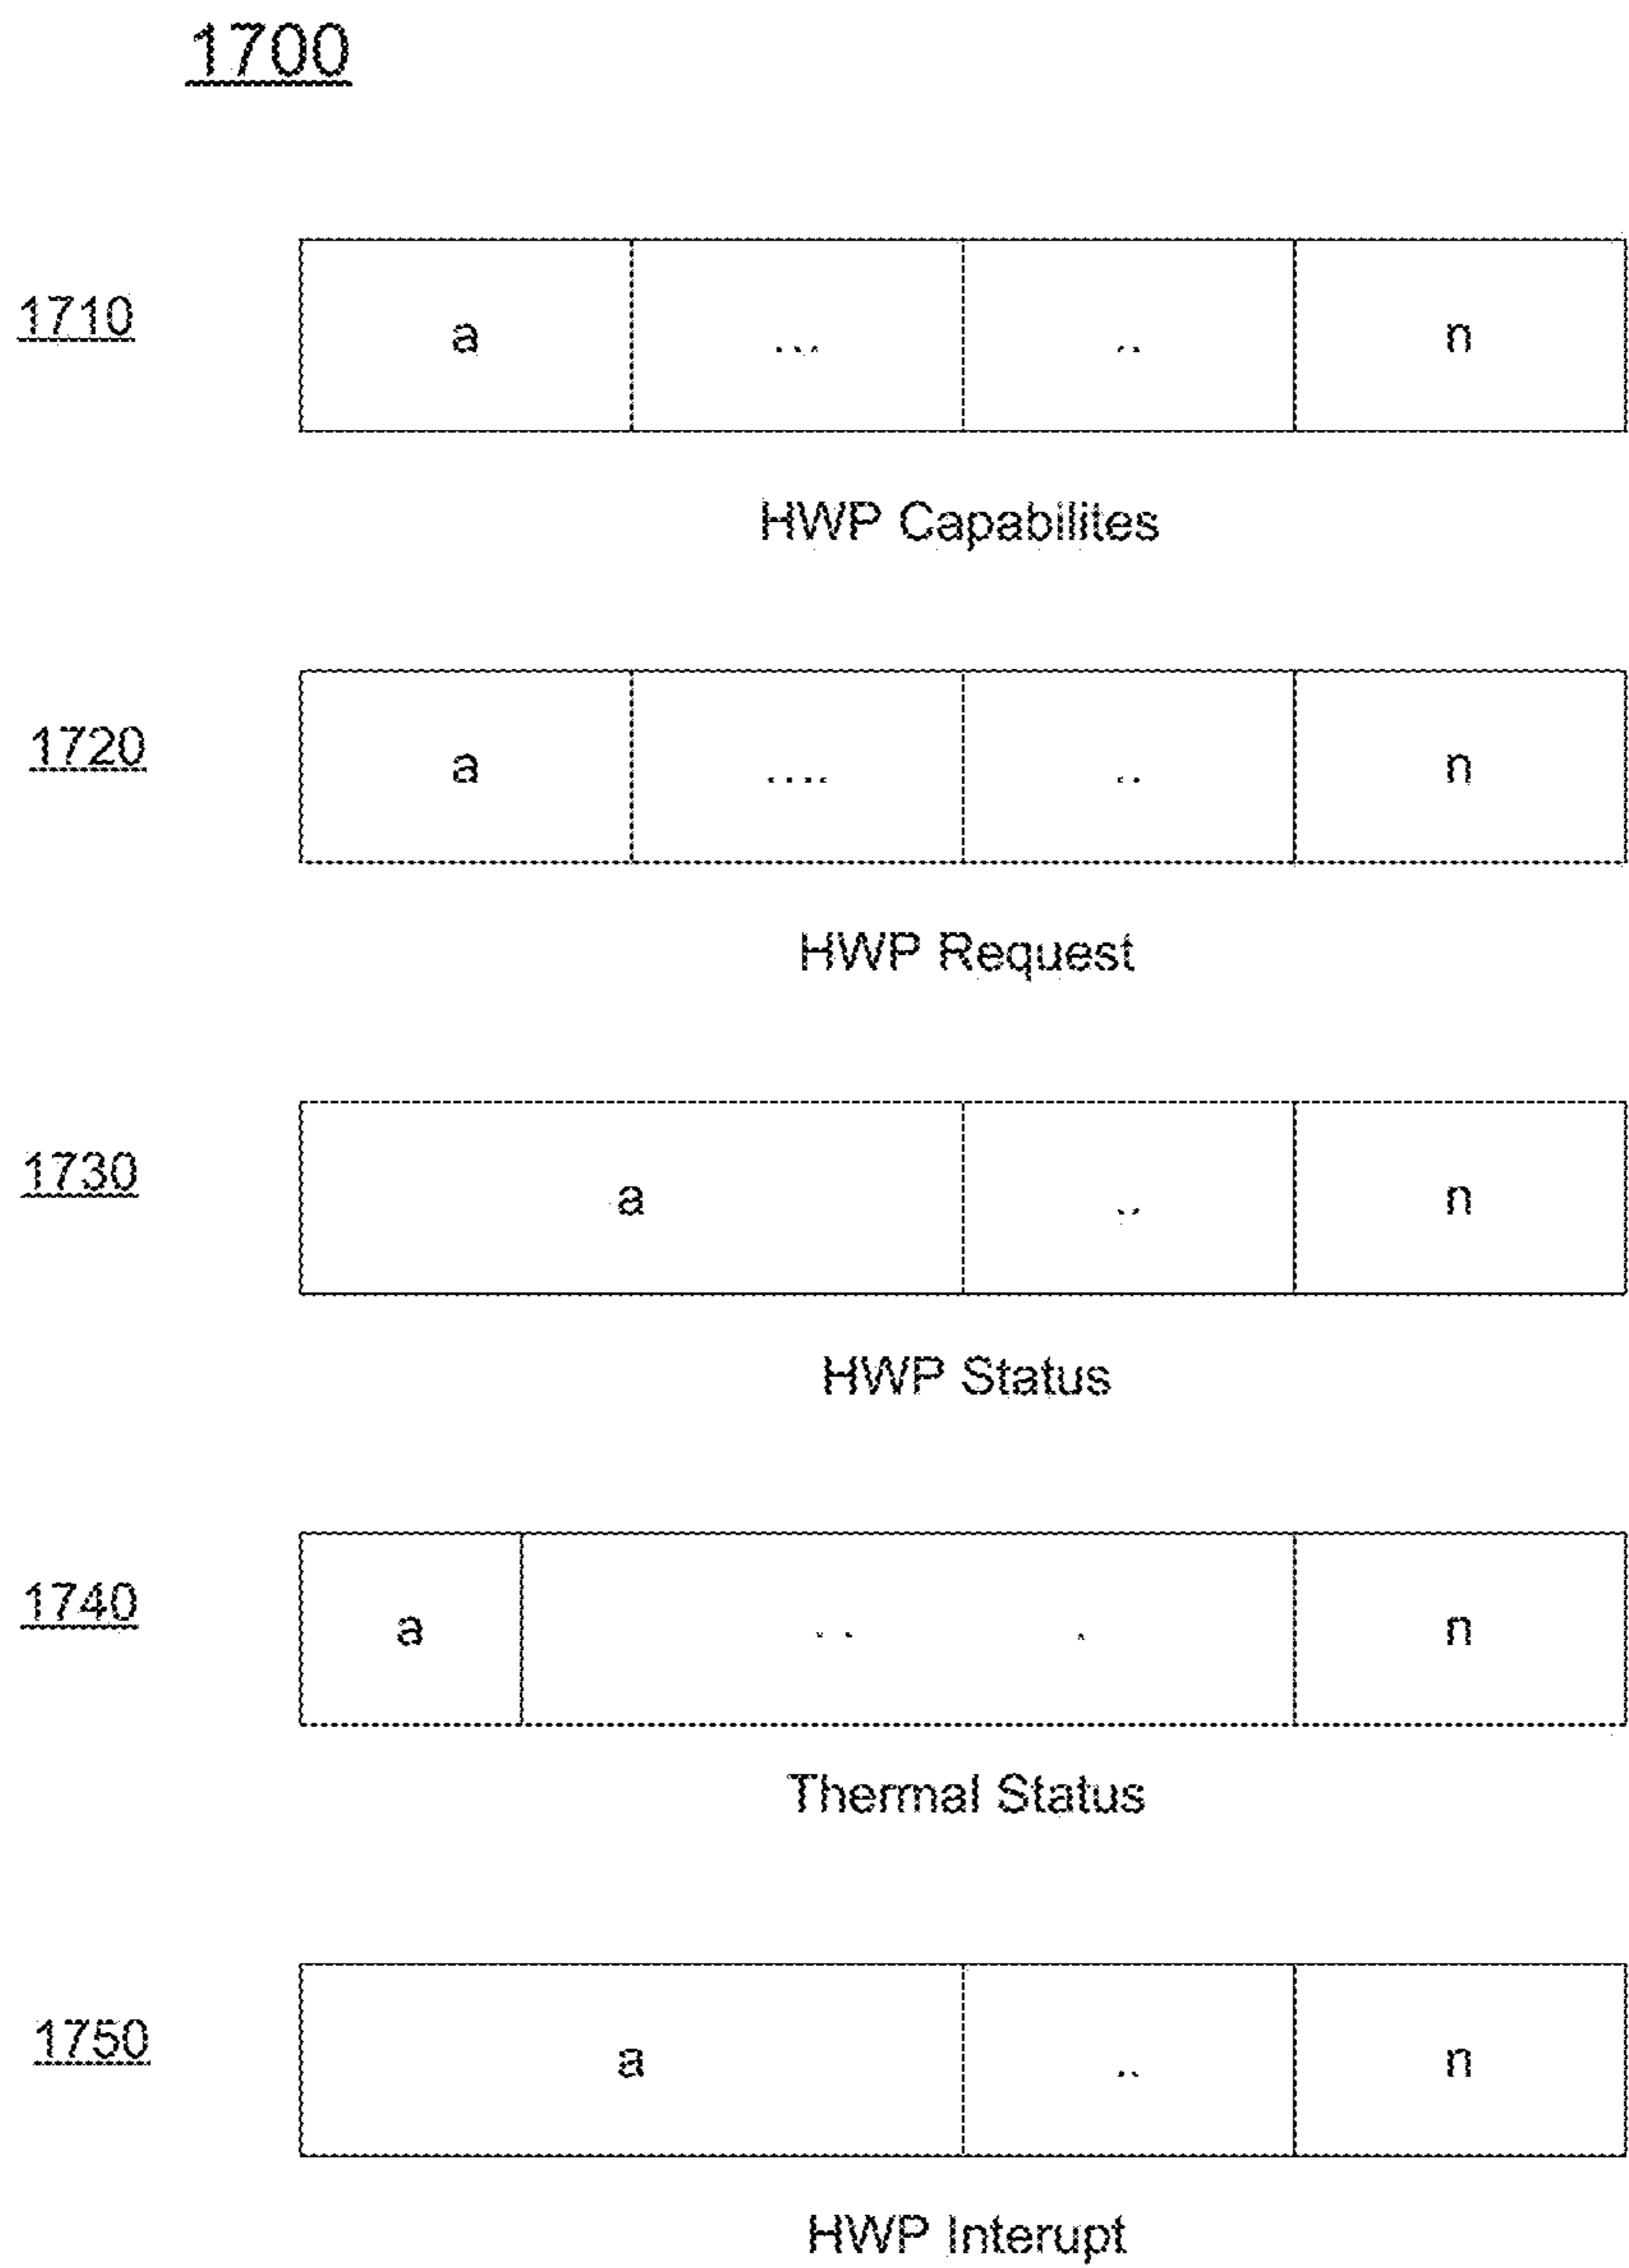 1700
1710 a ... .. n
HWP Capabilites
1720 a .... .. n
HWP Request
1730 a .. n
HWP Status
1740 a .. . n
Thermal Status
1750 a .. n
HWP Interupt